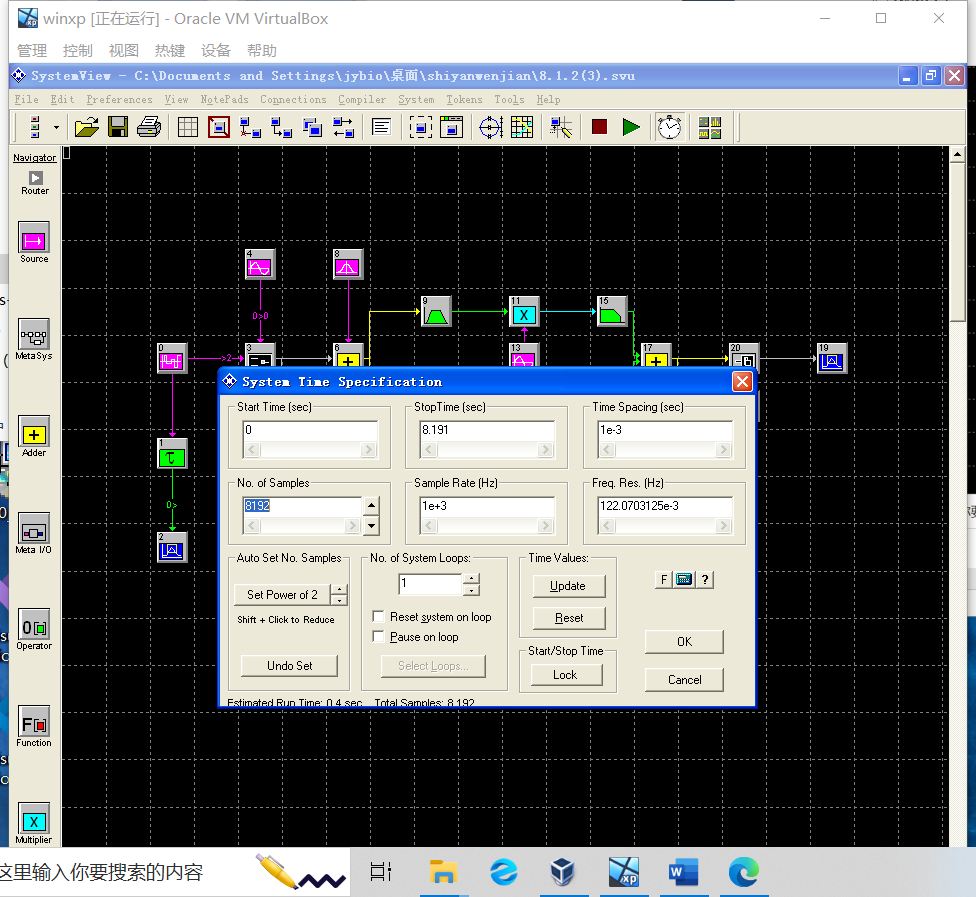 winxp [正在运行] - Oracle VM VirtualBox
管理 控制 视图 热键 设备 帮助
SystemView - C:\Documents and Settings\jybio\桌面\shiyanwenjian\8.1.2(3).svu
File Edit Preferences View NotePads Connections Compiler System Tokens Tools Help
Navigator
Router
Source
MetaSys
Adder
Meta I/O
Operator
Function
Multiplier
4
8
0>0
9
11
15
X
0
>2
3
6
13
17
20
19
1
τ
0>
2
System Time Specification
Start Time (sec)
0
StopTime (sec)
8.191
Time Spacing (sec)
1e-3
No. of Samples
8192
Sample Rate (Hz)
1e+3
Freq. Res. (Hz)
122.0703125e-3
Auto Set No. Samples
Set Power of 2
Shift + Click to Reduce
Undo Set
No. of System Loops:
1
Reset system on loop
Pause on loop
Select Loops...
Time Values:
Update
Reset
Start/Stop Time
Lock
F ?
OK
Cancel
Estimated Run Time: 0.4 sec Total Samples: 8,192
这里输入你要搜索的内容